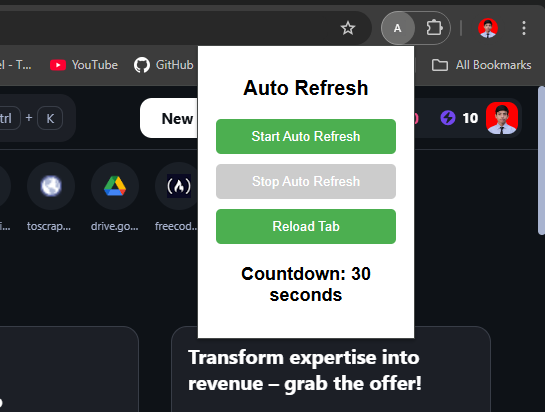 A
el - T...
YouTube
GitHub
All Bookmarks
Auto Refresh
Start Auto Refresh
Stop Auto Refresh
Reload Tab
Countdown: 30
seconds
trl + K
New
10
i...
toscrap...
drive.go...
freecod...
Transform expertise into
revenue – grab the offer!